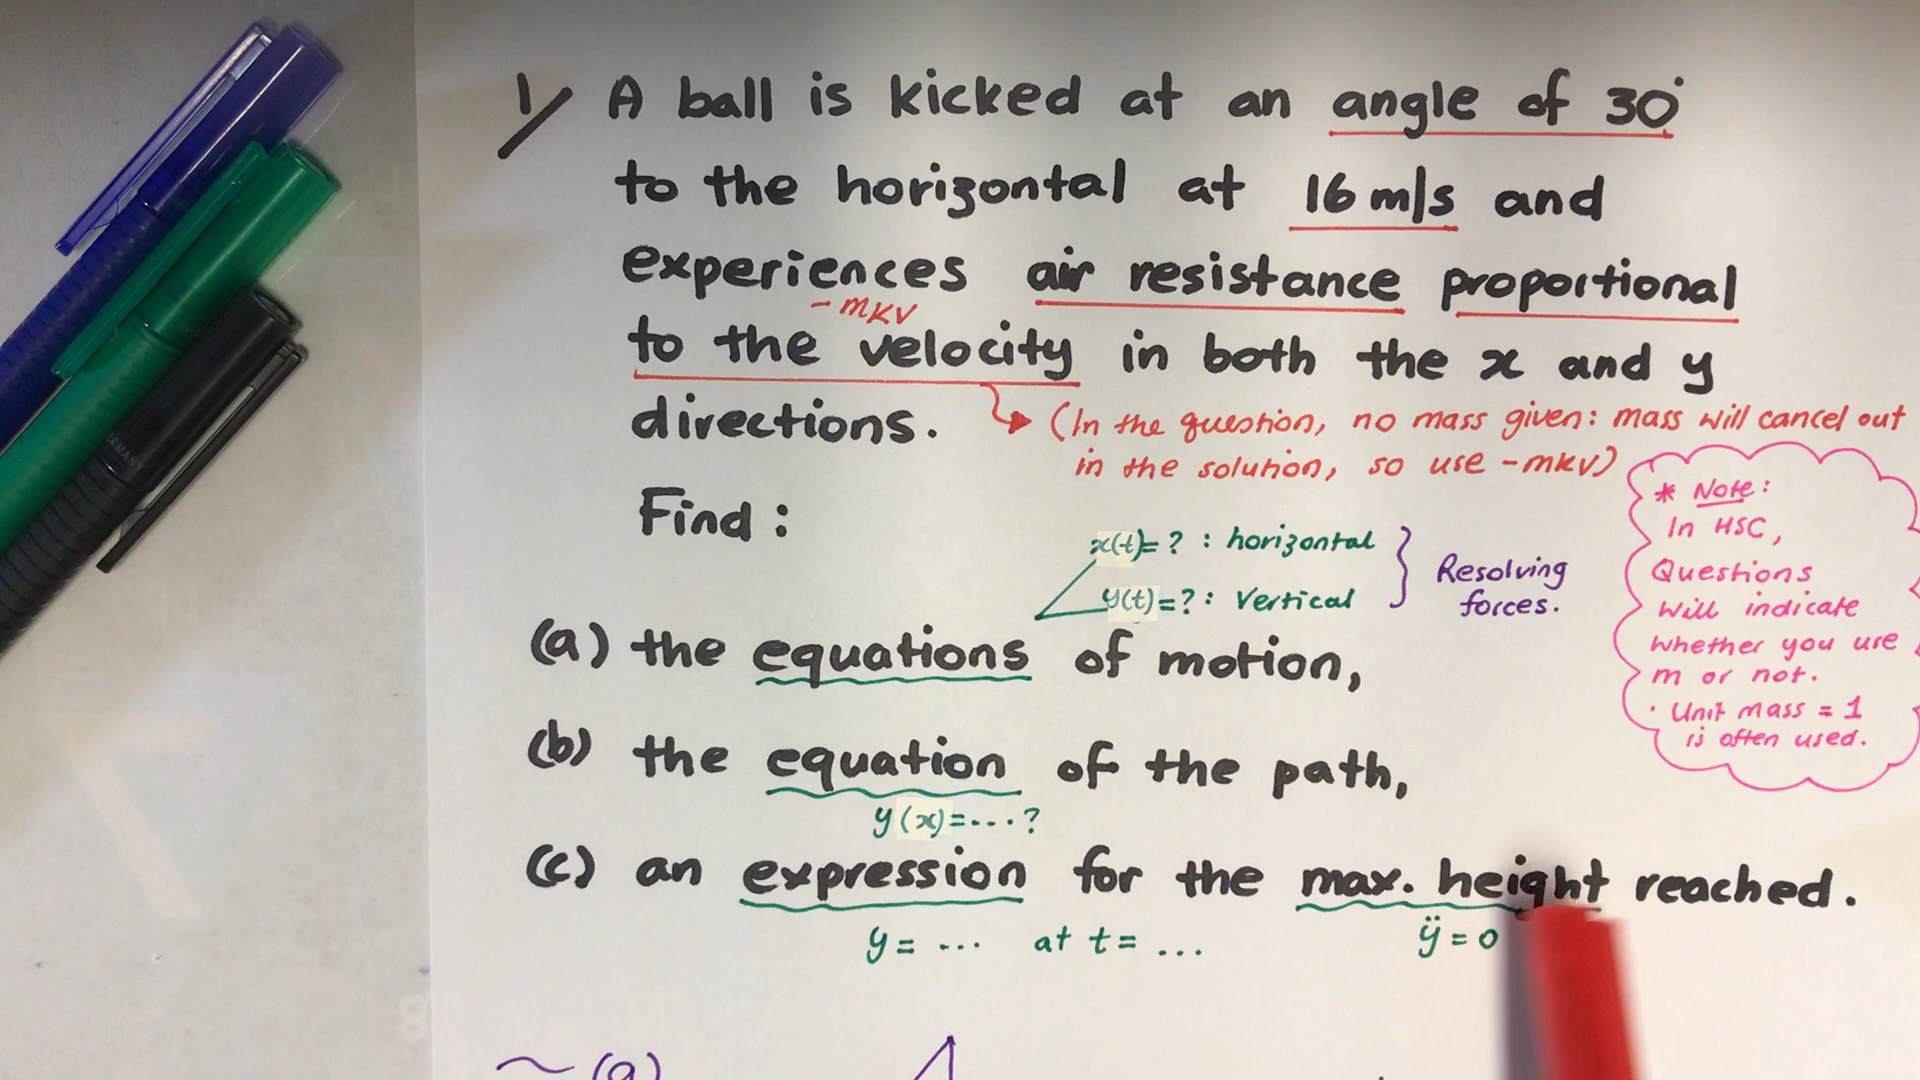 1/ A ball is kicked at an angle of 30°
to the horizontal at 16 m/s and
experiences air resistance proportional
-mkv
to the velocity in both the x and y
directions.
(In the question, no mass given: mass will cancel out
in the solution, so use -mkv)
Find:
x(t)=? : horizontal
y(t)=? : Vertical
Resolving
forces.
* Note:
In HSC,
Questions
will indicate
whether you use
m or not.
· Unit mass = 1
is often used.
(a) the equations of motion,
(b) the equation of the path,
y(x)=...?
(c) an expression for the max. height reached.
y = ... at t = ...
ÿ = 0
~ (a)